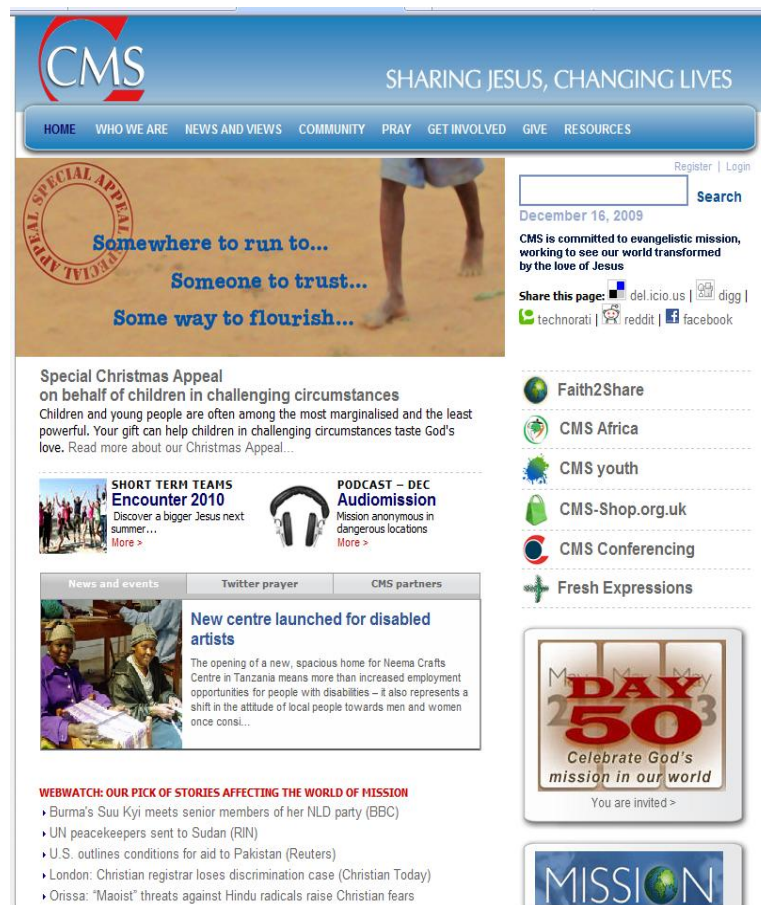 CMS
SHARING JESUS, CHANGING LIVES
HOME WHO WE ARE NEWS AND VIEWS COMMUNITY PRAY GET INVOLVED GIVE RESOURCES
Register | Login
Search
December 16, 2009
CMS is committed to evangelistic mission,
working to see our world transformed
by the love of Jesus
Share this page: del.icio.us | digg |
technorati | reddit | facebook
SPECIAL APPEAL SPECIAL APPEAL
Somewhere to run to...
Someone to trust...
Some way to flourish...
Special Christmas Appeal
on behalf of children in challenging circumstances
Children and young people are often among the most marginalised and the least
powerful. Your gift can help children in challenging circumstances taste God's
love. Read more about our Christmas Appeal...
SHORT TERM TEAMS
Encounter 2010
Discover a bigger Jesus next
summer...
More >
PODCAST – DEC
Audiomission
Mission anonymous in
dangerous locations
More >
News and events Twitter prayer CMS partners
New centre launched for disabled
artists
The opening of a new, spacious home for Neema Crafts
Centre in Tanzania means more than increased employment
opportunities for people with disabilities – it also represents a
shift in the attitude of local people towards men and women
once consi...
WEBWATCH: OUR PICK OF STORIES AFFECTING THE WORLD OF MISSION
Burma's Suu Kyi meets senior members of her NLD party (BBC)
UN peacekeepers sent to Sudan (RIN)
U.S. outlines conditions for aid to Pakistan (Reuters)
London: Christian registrar loses discrimination case (Christian Today)
Orissa: “Maoist” threats against Hindu radicals raise Christian fears
Faith2Share
CMS Africa
CMS youth
CMS-Shop.org.uk
CMS Conferencing
Fresh Expressions
May May May
2 3
DAY
50
Celebrate God's
mission in our world
You are invited >
MISSION